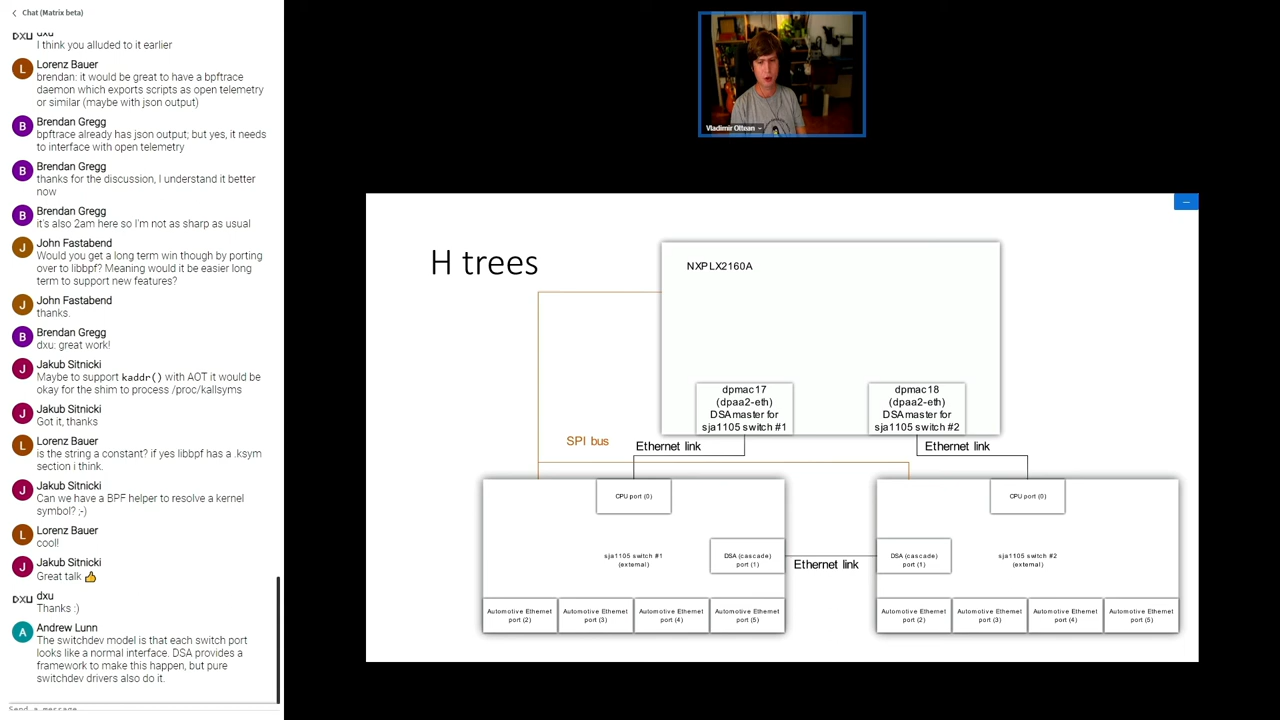 Chat (Matrix beta)
dxu
DXU
I think you alluded to it earlier
L
Lorenz Bauer
brendan: it would be great to have a bpftrace
daemon which exports scripts as open telemetry
or similar (maybe with json output)
B
Brendan Gregg
bpftrace already has json output; but yes, it needs
to interface with open telemetry
B
Brendan Gregg
thanks for the discussion, I understand it better
now
B
Brendan Gregg
it's also 2am here so I'm not as sharp as usual
J
John Fastabend
Would you get a long term win though by porting
over to libbpf? Meaning would it be easier long
term to support new features?
J
John Fastabend
thanks.
B
Brendan Gregg
dxu: great work!
J
Jakub Sitnicki
Maybe to support kaddr() with AOT it would be
okay for the shim to process /proc/kallsyms
J
Jakub Sitnicki
Got it, thanks
L
Lorenz Bauer
is the string a constant? if yes libbpf has a .ksym
section i think.
J
Jakub Sitnicki
Can we have a BPF helper to resolve a kernel
symbol? ;-)
L
Lorenz Bauer
cool!
J
Jakub Sitnicki
Great talk 👍
DXU
dxu
Thanks :)
A
Andrew Lunn
The switchdev model is that each switch port
looks like a normal interface. DSA provides a
framework to make this happen, but pure
switchdev drivers also do it.
Send a message
Vladimir Oltean
H trees
NXP LX2160A
dpmac17
(dpaa2-eth)
DSA master for
sja1105 switch #1
dpmac18
(dpaa2-eth)
DSA master for
sja1105 switch #2
SPI bus
Ethernet link
Ethernet link
CPU port (0)
sja1105 switch #1
(external)
DSA (cascade)
port (1)
Ethernet link
CPU port (0)
DSA (cascade)
port (1)
sja1105 switch #2
(external)
Automotive Ethernet
port (2)
Automotive Ethernet
port (3)
Automotive Ethernet
port (4)
Automotive Ethernet
port (5)
Automotive Ethernet
port (2)
Automotive Ethernet
port (3)
Automotive Ethernet
port (4)
Automotive Ethernet
port (5)